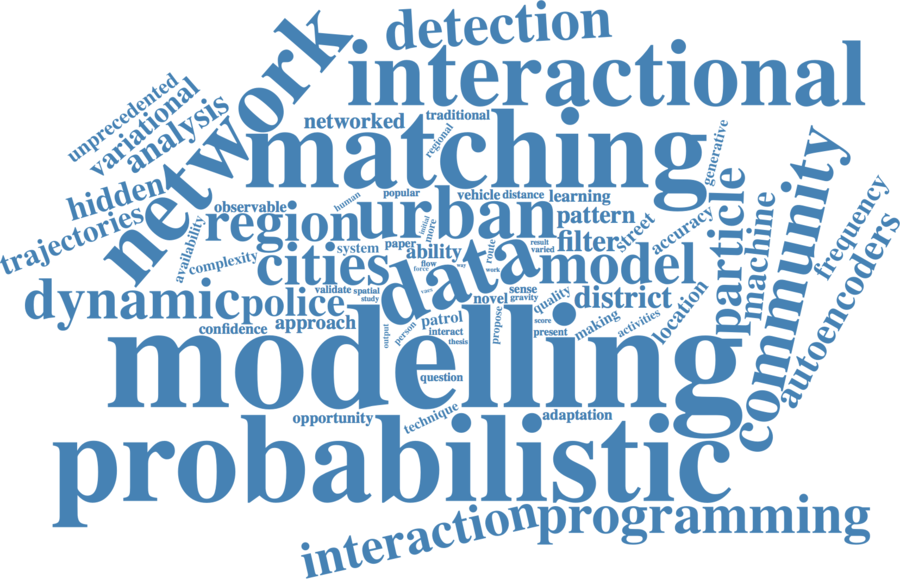 detection
interactional
network
unprecedented
variational
analysis
networked
traditional
regional
matching
generative
hidden
trajectories
observable
human
popular
vehicle
distance
learning
region
urban
pattern
particle
machine
community
frequency
autoencoders
availability
complexity
system
paper
initial
more
ability
route
result
varied
filter
street
accuracy
cities
flow
force
way
work
data
model
dynamic
police
validate
spatial
study
vary
novel
sense
gravity
quality
district
location
confidence
approach
output
person
patrol
interact
thesis
propose
score
present
making
activities
modelling
question
opportunity
technique
adaptation
probabilistic
interaction
programming